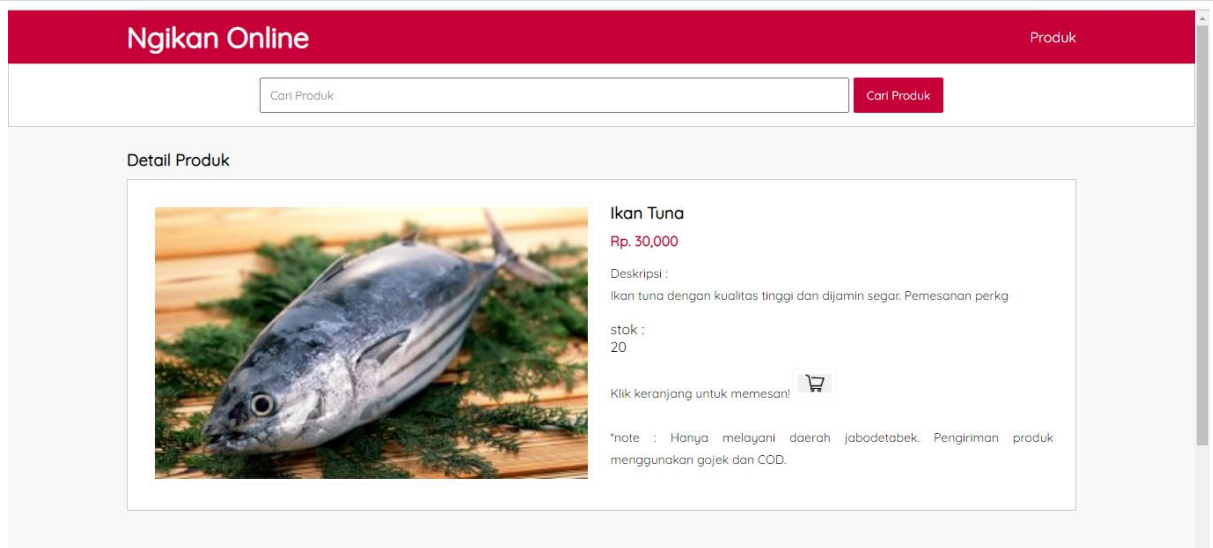 Ngikan Online
Produk
Cari Produk
Cari Produk
Detail Produk
Ikan Tuna
Rp. 30,000
Deskripsi :
Ikan tuna dengan kualitas tinggi dan dijamin segar. Pemesanan perkg
stok :
20
Klik keranjang untuk memesan!
*note : Hanya melayani daerah jabodetabek. Pengiriman produk
menggunakan gojek dan COD.